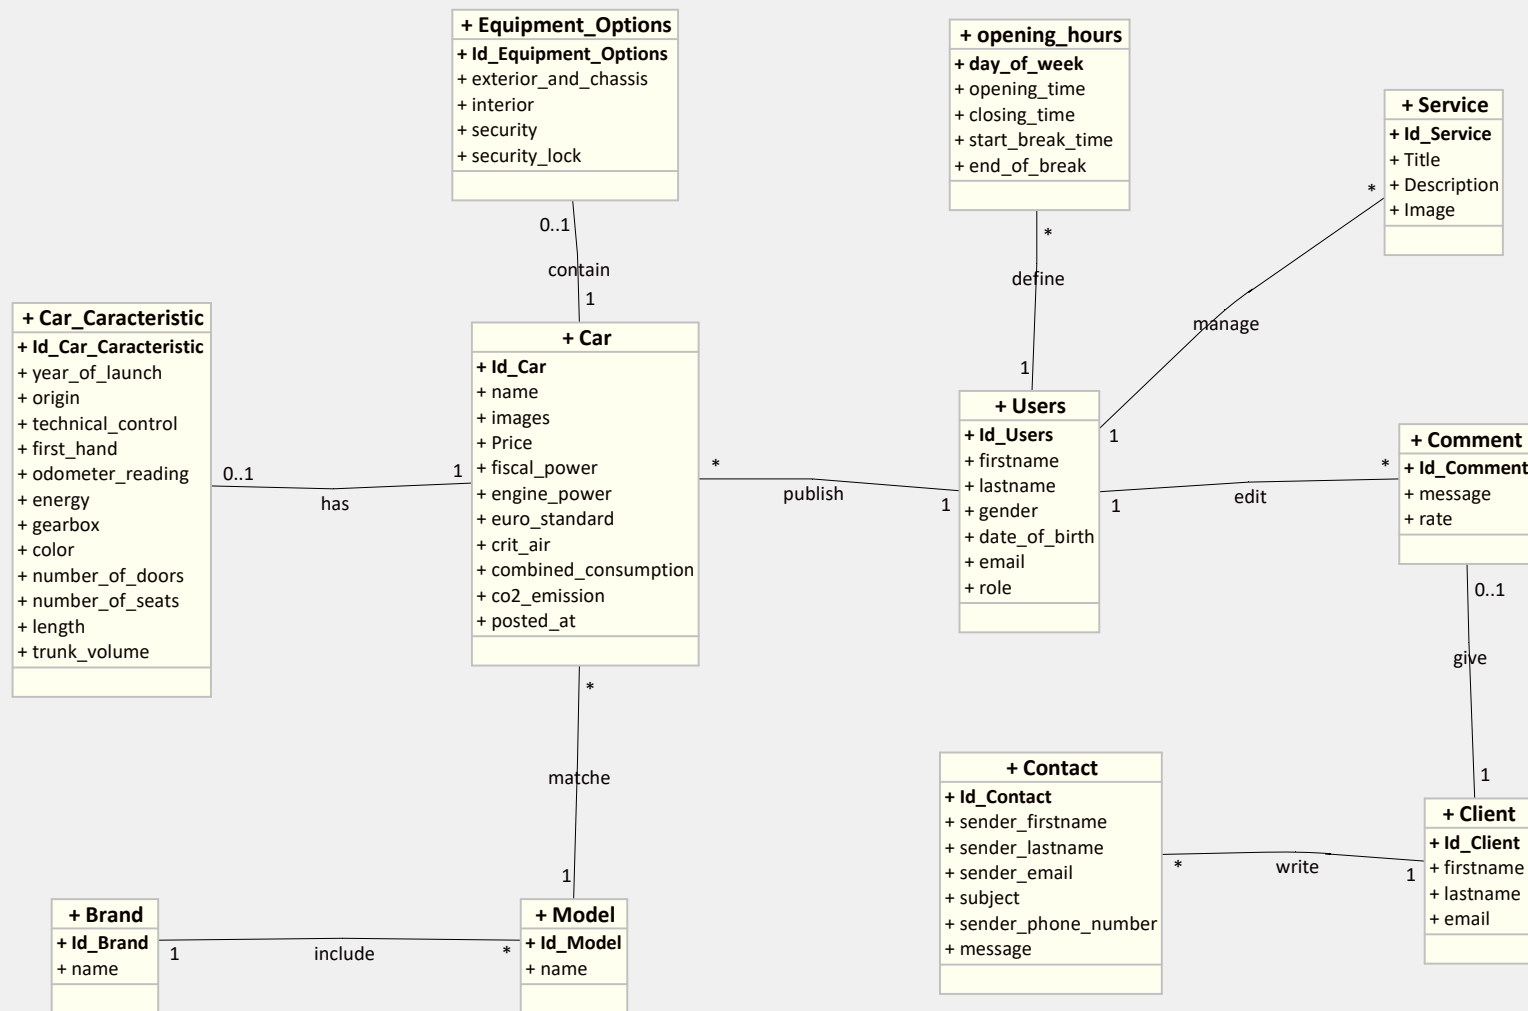 + Equipment_Options
+ Id_Equipment_Options
+ exterior_and_chassis
+ interior
+ security
+ security_lock
0..1
contain
1
+ opening_hours
+ day_of_week
+ opening_time
+ closing_time
+ start_break_time
+ end_of_break
*
define
1
+ Service
+ Id_Service
+ Title
+ Description
+ Image
*
manage
1
+ Car_Caracteristic
+ Id_Car_Caracteristic
+ year_of_launch
+ origin
+ technical_control
+ first_hand
+ odometer_reading
+ energy
+ gearbox
+ color
+ number_of_doors
+ number_of_seats
+ length
+ trunk_volume
0..1
has
1
+ Car
+ Id_Car
+ name
+ images
+ Price
+ fiscal_power
+ engine_power
+ euro_standard
+ crit_air
+ combined_consumption
+ co2_emission
+ posted_at
*
publish
1
+ Users
+ Id_Users
+ firstname
+ lastname
+ gender
+ date_of_birth
+ email
+ role
1
edit
*
+ Comment
+ Id_Comment
+ message
+ rate
0..1
give
1
*
matche
1
+ Contact
+ Id_Contact
+ sender_firstname
+ sender_lastname
+ sender_email
+ subject
+ sender_phone_number
+ message
*
write
1
+ Client
+ Id_Client
+ firstname
+ lastname
+ email
+ Brand
+ Id_Brand
+ name
1
include
*
+ Model
+ Id_Model
+ name